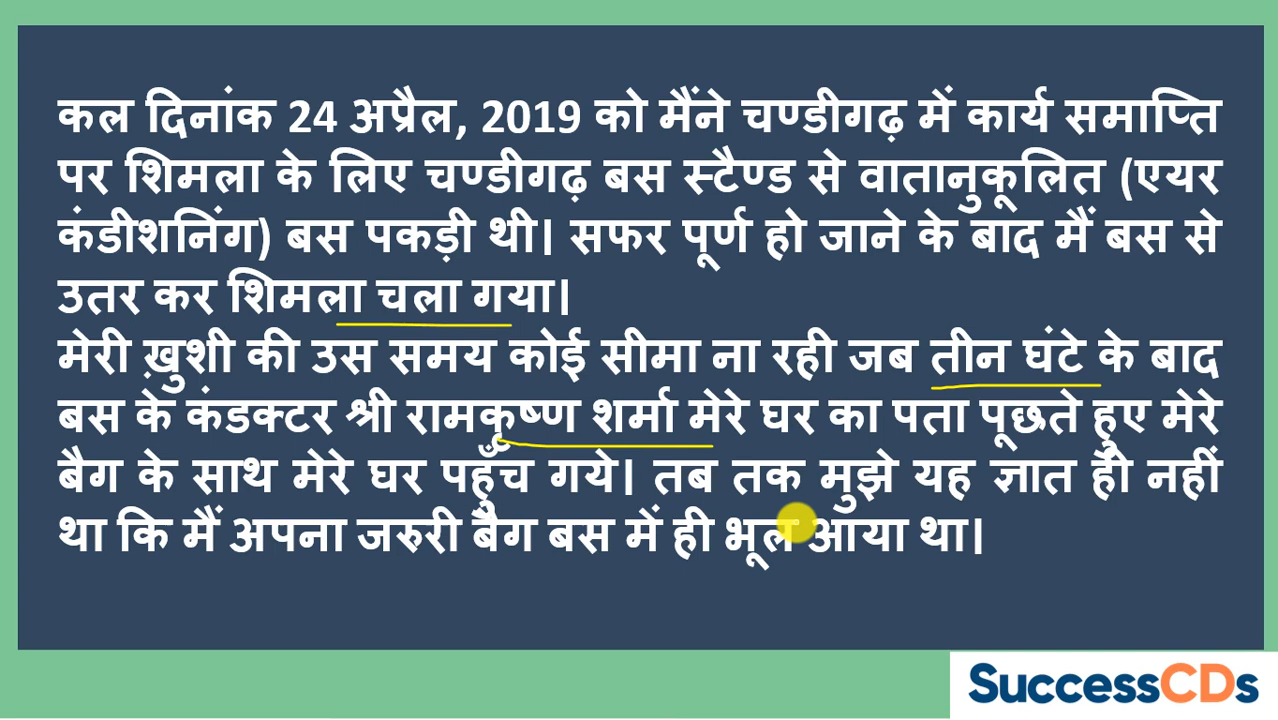 कल दिनांक 24 अप्रैल, 2019 को मैंने चण्डीगढ़ में कार्य समाप्ति
पर शिमला के लिए चण्डीगढ़ बस स्टैण्ड से वातानुकूलित (एयर
कंडीशनिंग) बस पकड़ी थी। सफर पूर्ण हो जाने के बाद मैं बस से
उतर कर शिमला चला गया।
मेरी ख़ुशी की उस समय कोई सीमा ना रही जब तीन घंटे के बाद
बस के कंडक्टर श्री रामकृष्ण शर्मा मेरे घर का पता पूछते हुए मेरे
बैग के साथ मेरे घर पहुँच गये। तब तक मुझे यह ज्ञात ही नहीं
था कि मैं अपना जरुरी बैग बस में ही भूल आया था।
SuccessCDs